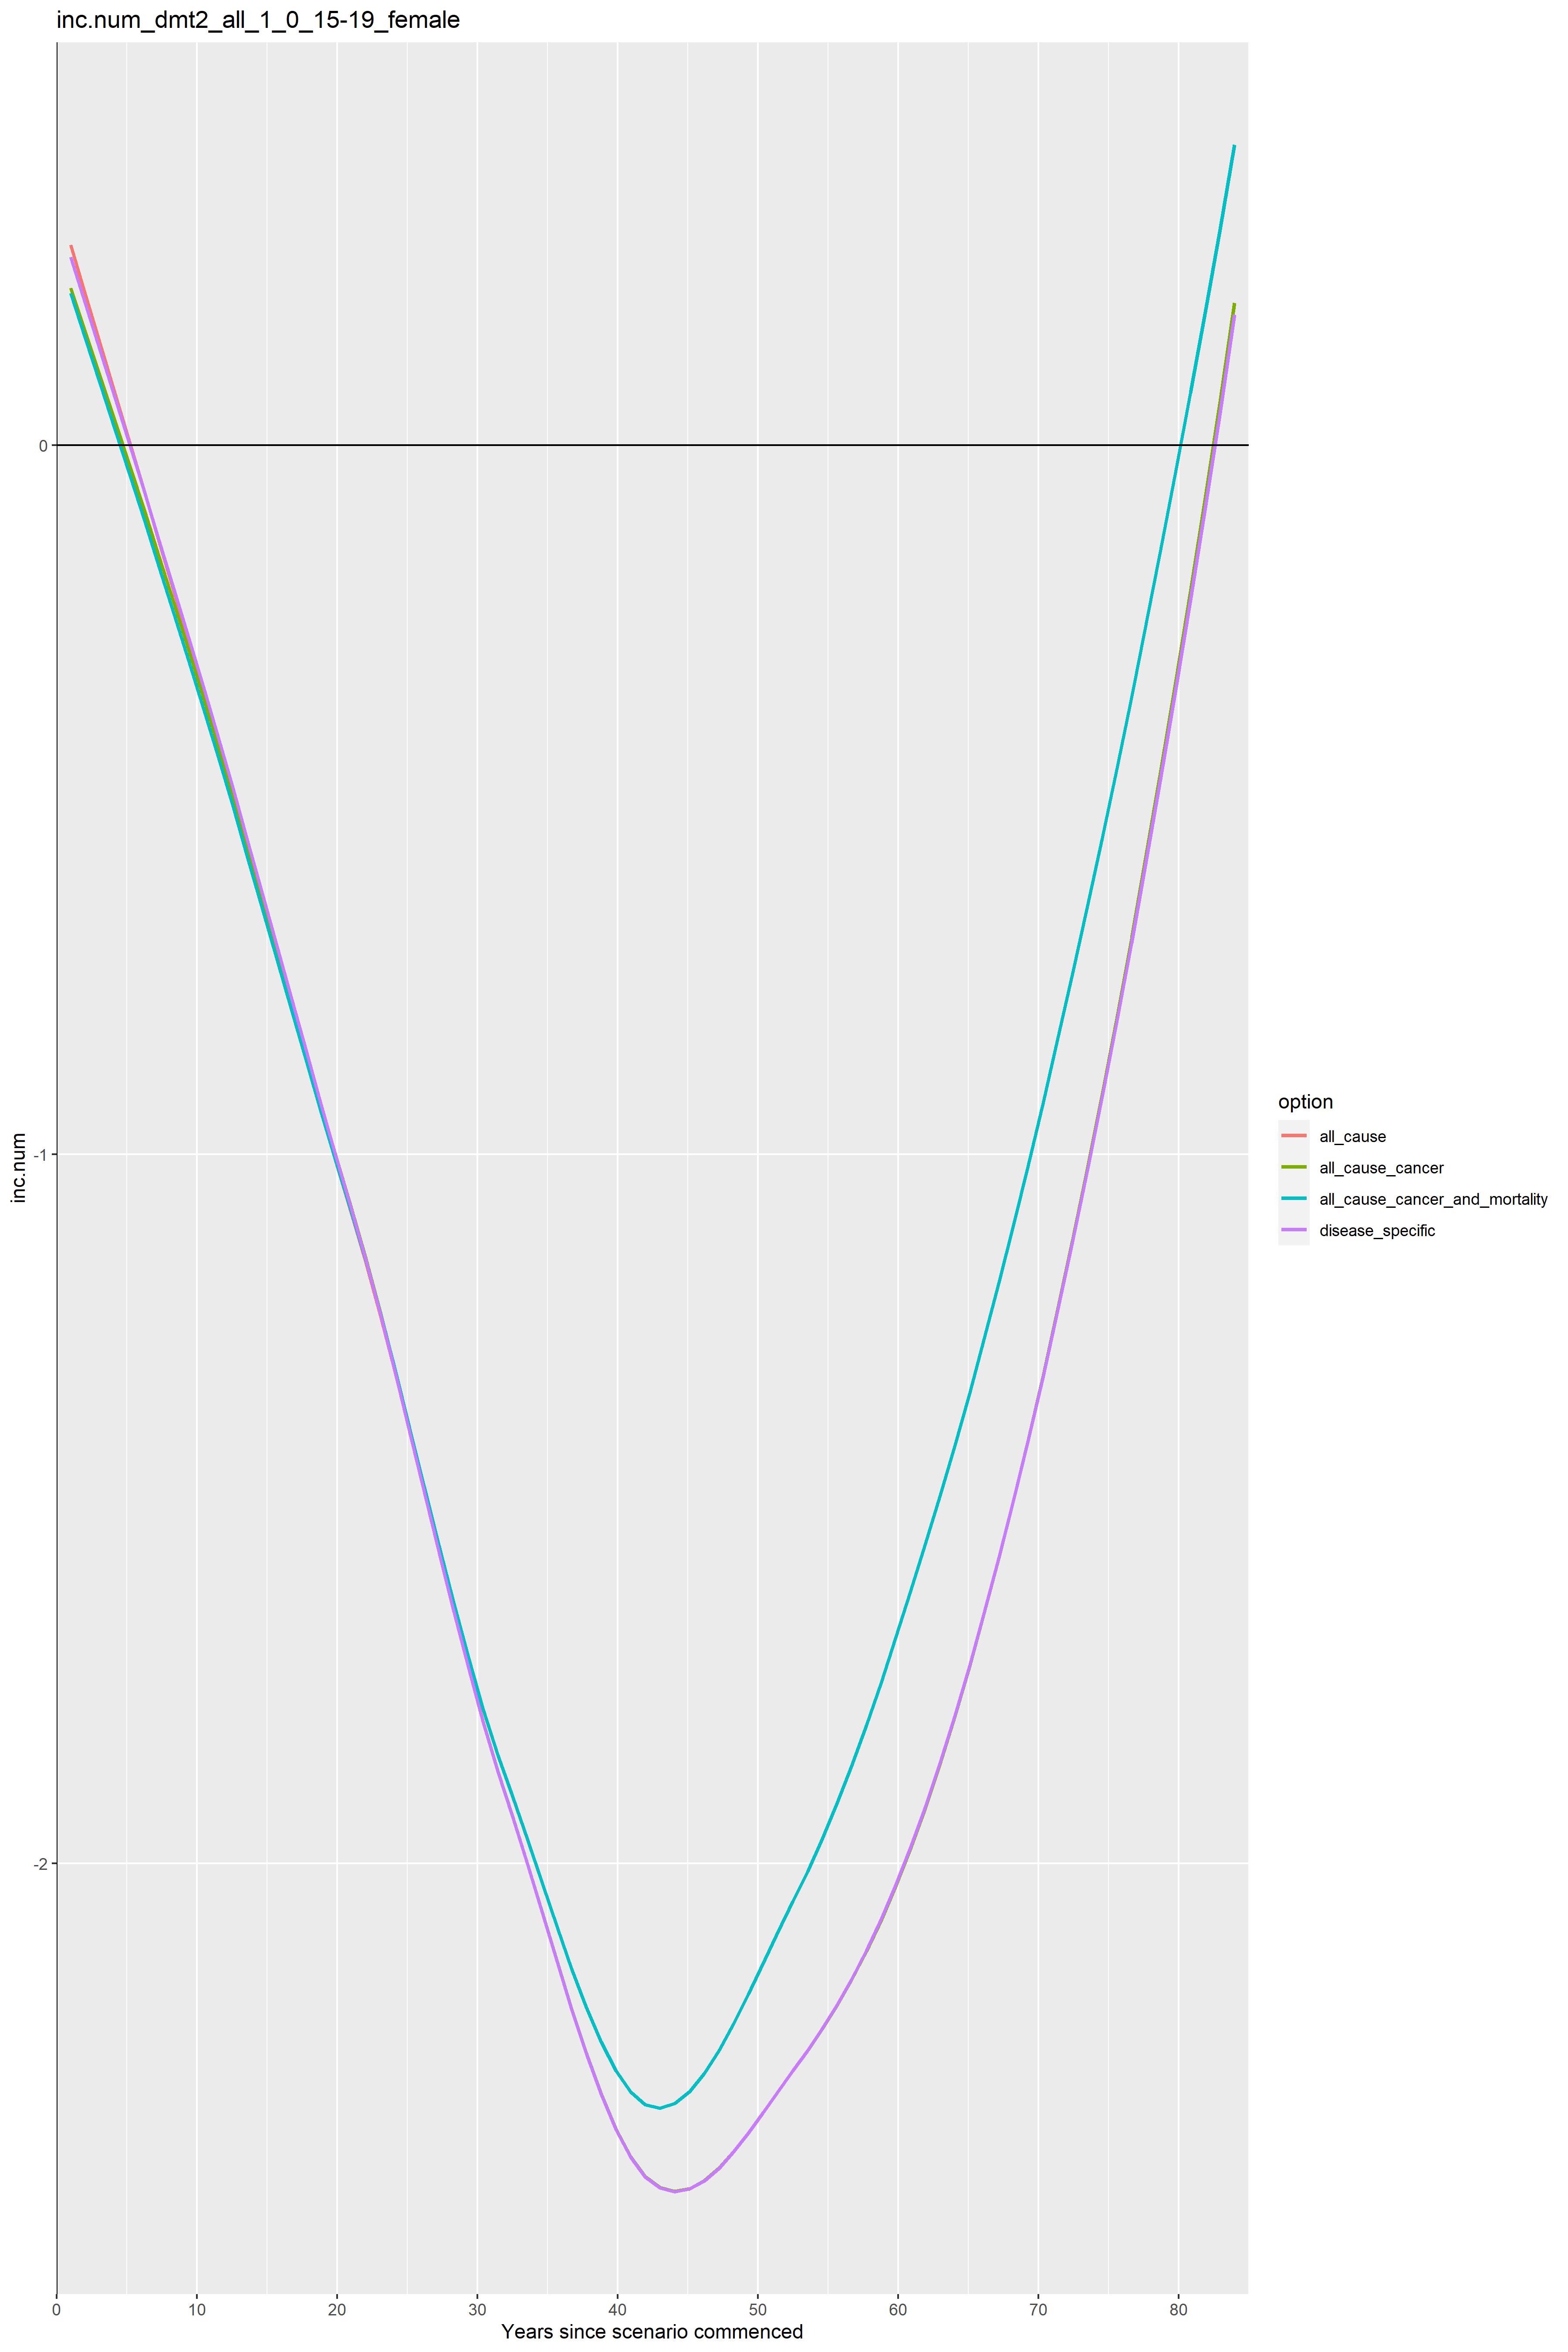 inc.num_dmt2_all_1_0_15-19_female
0
-1
-2
inc.num
0 10 20 30 40 50 60 70 80
Years since scenario commenced
option
all_cause
all_cause_cancer
all_cause_cancer_and_mortality
disease_specific